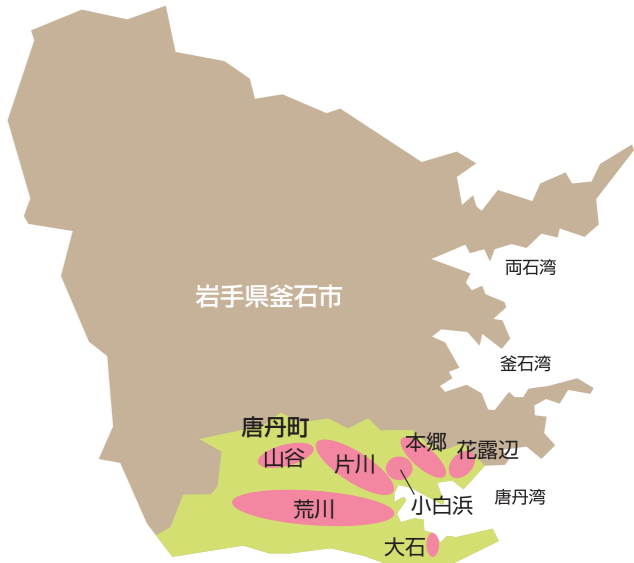 両石湾
岩手県釜石市
釜石湾
唐丹町
本郷
花露辺
山谷
片川
小白浜
唐丹湾
荒川
大石